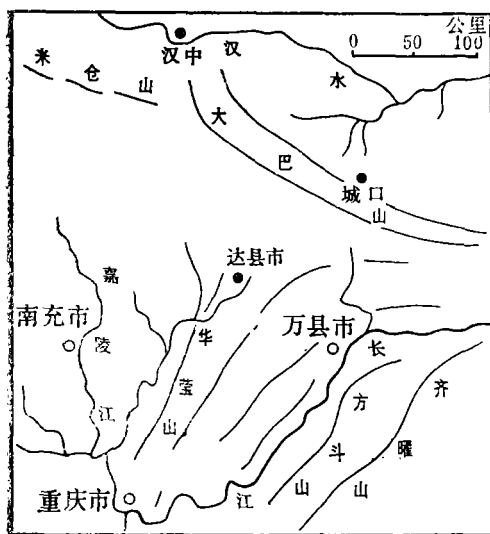 公里
0 50 100
汉中
汉水
米仓山
大巴山
城口
达县市
嘉陵江
南充市
华莹山
万县市
长江
方斗山
齐曜山
重庆市